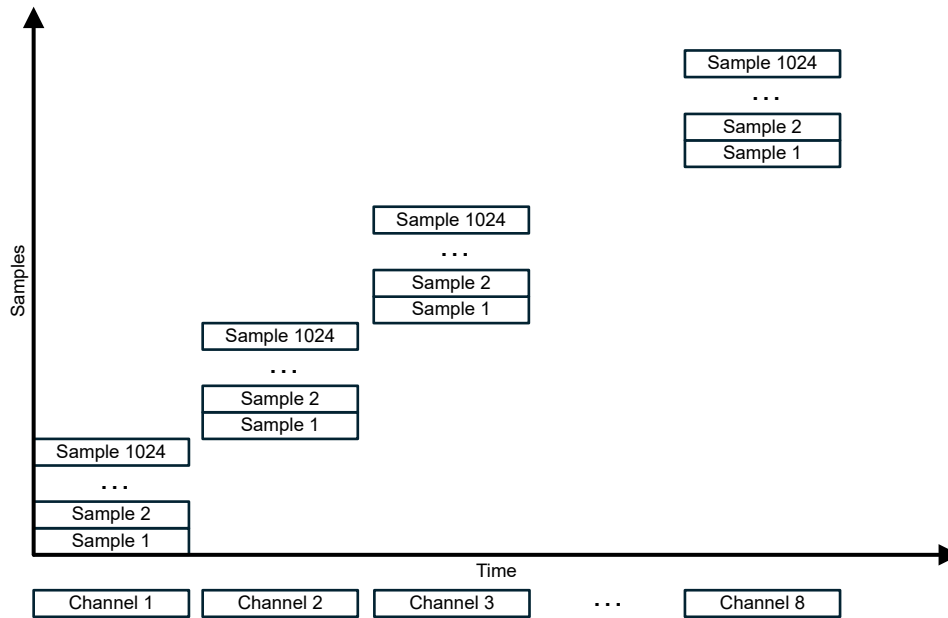 Sample 1024
...
Sample 2
Sample 1
Sample 1024
...
Sample 2
Sample 1
Sample 1024
...
Sample 2
Sample 1
Sample 1024
...
Sample 2
Sample 1
Samples
Time
Channel 1
Channel 2
Channel 3
...
Channel 8